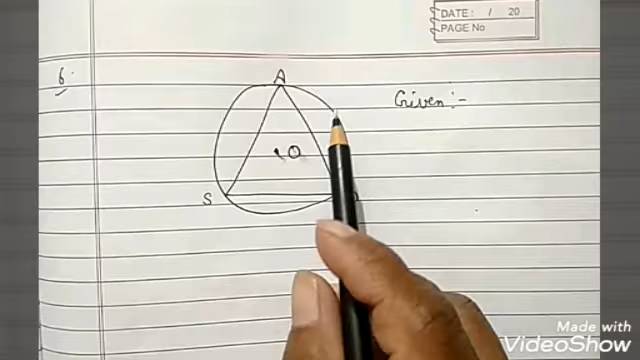 DATE: / 20
PAGE No
6.
A
Given :-
O
S
Made with
VideoShow